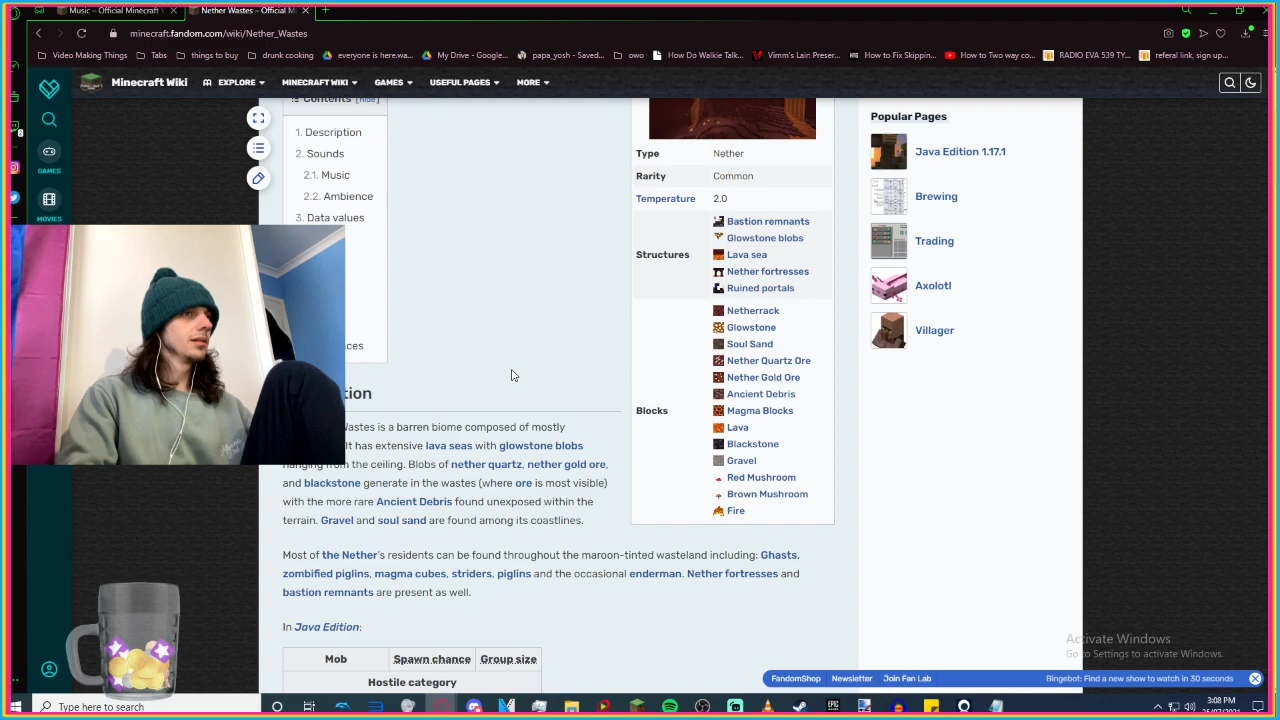 Music – Official Minecraft
Nether Wastes – Official Mi
minecraft.fandom.com/wiki/Nether_Wastes
Video Making Things
Tabs
things to buy
drunk cooking
everyone is here.wa...
My Drive - Google...
papa_yosh - Saved...
owo
How Do Walkie Talk...
Vimm's Lair: Preser...
How to Fix Skippin...
How to Two way co...
RADIO EVA 539 TY...
referal link, sign up...
Minecraft Wiki
EXPLORE
MINECRAFT WIKI
GAMES
USEFUL PAGES
MORE
GAMES
MOVIES
Contents [hide]
1. Description
2. Sounds
2.1. Music
2.2. Ambience
3. Data values
ces
Type Nether
Rarity Common
Temperature 2.0
Structures
Bastion remnants
Glowstone blobs
Lava sea
Nether fortresses
Ruined portals
Blocks
Netherrack
Glowstone
Soul Sand
Nether Quartz Ore
Nether Gold Ore
Ancient Debris
Magma Blocks
Lava
Blackstone
Gravel
Red Mushroom
Brown Mushroom
Fire
Popular Pages
Java Edition 1.17.1
Brewing
Trading
Axolotl
Villager
tion
Wastes is a barren biome composed of mostly
It has extensive lava seas with glowstone blobs
hanging from the ceiling. Blobs of nether quartz, nether gold ore,
and blackstone generate in the wastes (where ore is most visible)
with the more rare Ancient Debris found unexposed within the
terrain. Gravel and soul sand are found among its coastlines.
Most of the Nether's residents can be found throughout the maroon-tinted wasteland including: Ghasts,
zombified piglins, magma cubes, striders, piglins and the occasional enderman. Nether fortresses and
bastion remnants are present as well.
In Java Edition:
Mob Spawn chance Group size
Hostile category
Activate Windows
Go to Settings to activate Windows.
FandomShop Newsletter Join Fan Lab
Bingebot: Find a new show to watch in 30 seconds
Type here to search
3:08 PM